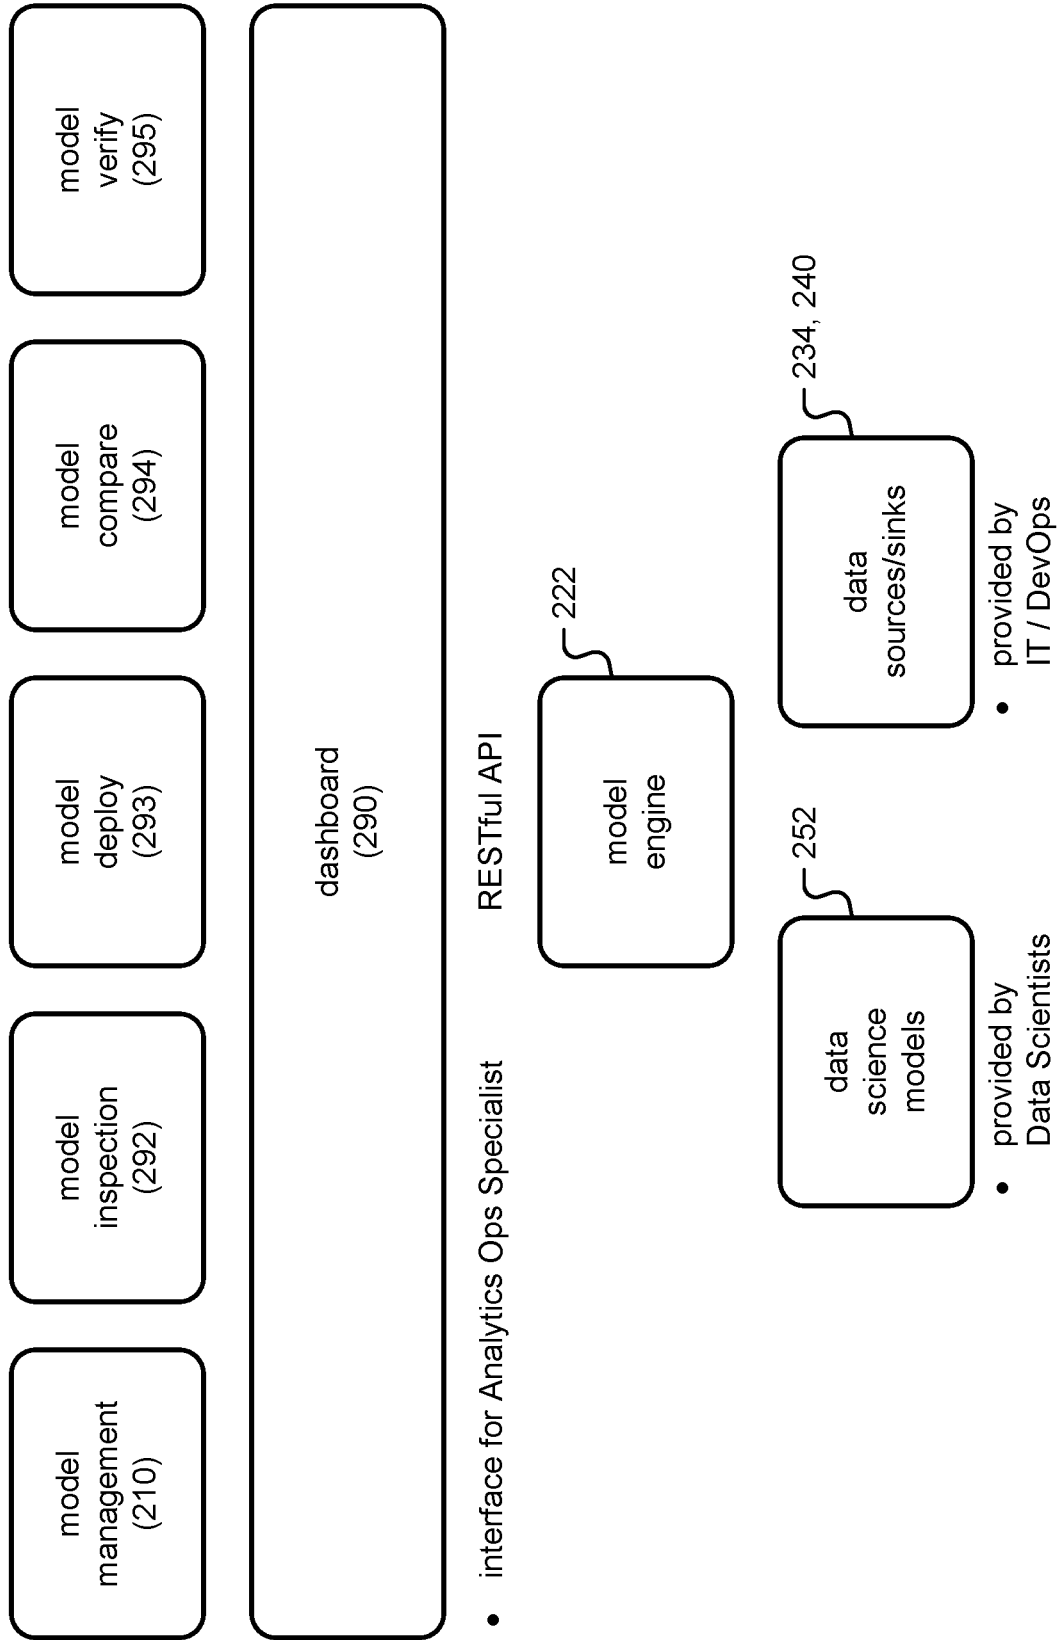 model
management
(210)
model
inspection
(292)
model
deploy
(293)
model
compare
(294)
model
verify
(295)
dashboard
(290)
• interface for Analytics Ops Specialist
RESTful API
model
engine
222
data
science
models
252
• provided by
Data Scientists
data
sources/sinks
234, 240
• provided by
IT / DevOps